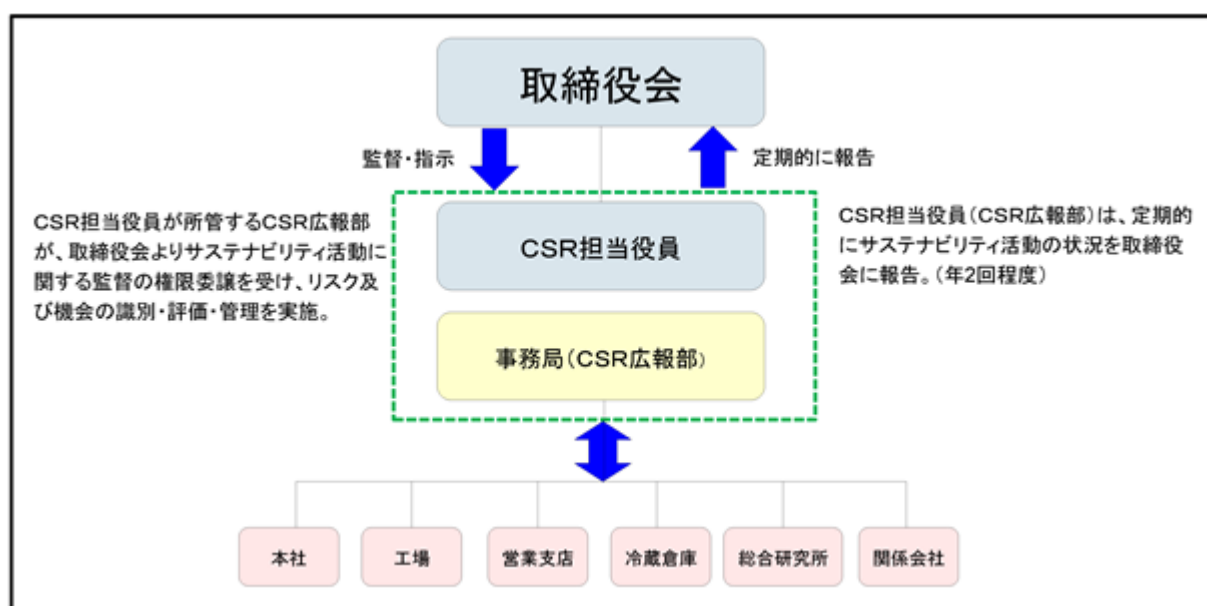 取締役会
監督・指示
定期的に報告
CSR担当役員が所管するCSR広報部
が、取締役会よりサステナビリティ活動に
関する監督の権限委譲を受け、リスク及
び機会の識別・評価・管理を実施。
CSR担当役員
CSR担当役員（CSR広報部）は、定期的
にサステナビリティ活動の状況を取締役
会に報告。（年2回程度）
事務局（CSR広報部）
本社
工場
営業支店
冷蔵倉庫
総合研究所
関係会社